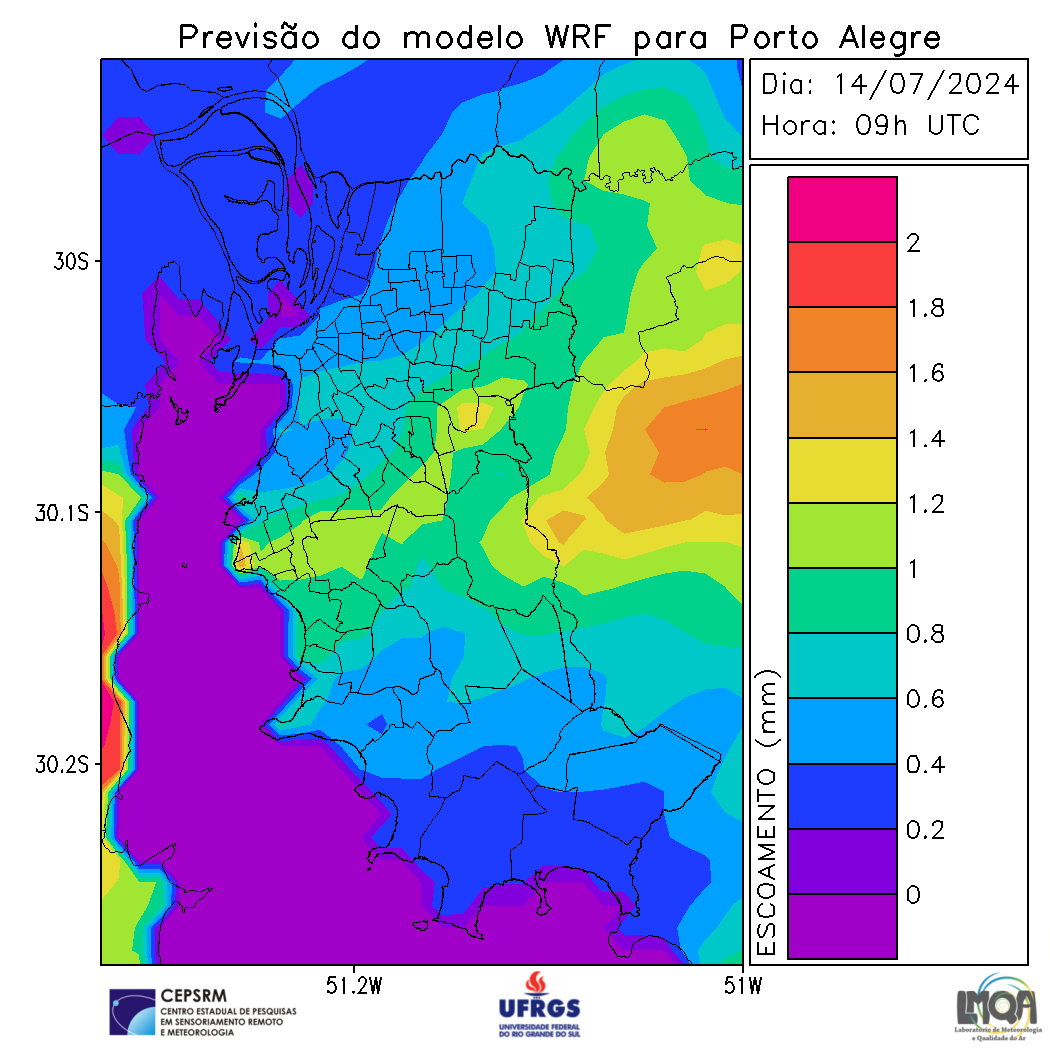 Previsão do modelo WRF para Porto Alegre
Dia: 14/07/2024
Hora: 09h UTC
30S
30.1S
30.2S
51.2W
51W
ESCOAMENTO (mm)
2
1.8
1.6
1.4
1.2
1
0.8
0.6
0.4
0.2
0
CEPSRM
CENTRO ESTADUAL DE PESQUISAS
EM SENSORIAMENTO REMOTO
E METEOROLOGIA
UFRGS
UNIVERSIDADE FEDERAL
DO RIO GRANDE DO SUL
LMQA
Laboratório de Meteorologia
e Qualidade do Ar